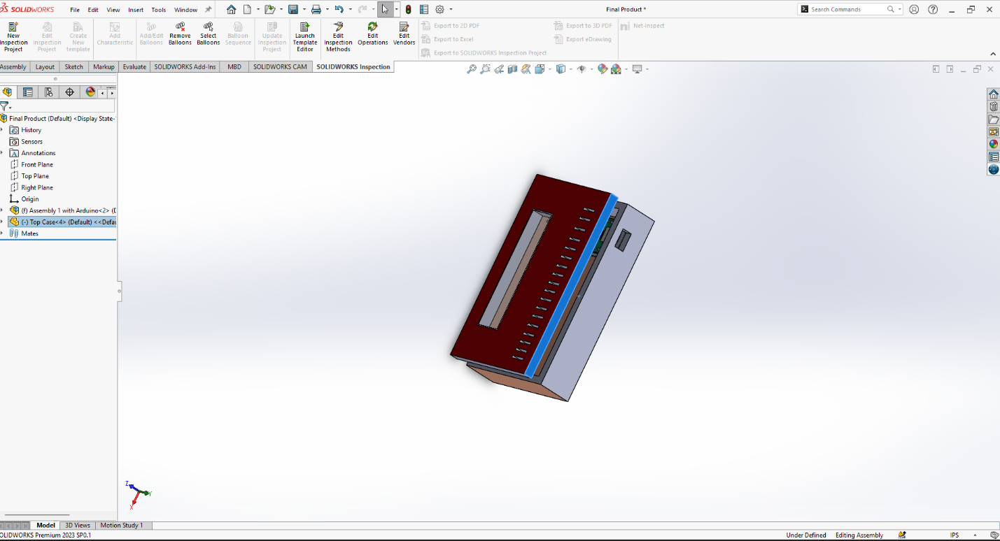 SOLIDWORKS File Edit View Insert Tools Window Final Product * Search Commands
New Inspection Project
Edit Inspection Project
Create New template
Add Characteristic
Add/Edit Balloons
Remove Balloons
Select Balloons
Balloon Sequence
Update Inspection Project
Launch Template Editor
Edit Inspection Methods
Edit Operations
Edit Vendors
Export to 2D PDF
Export to Excel
Export to SOLIDWORKS Inspection Project
Export to 3D PDF
Export eDrawing
Net-Inspect
Assembly Layout Sketch Markup Evaluate SOLIDWORKS Add-Ins MBD SOLIDWORKS CAM SOLIDWORKS Inspection
Final Product (Default) <Display State-
History
Sensors
Annotations
Front Plane
Top Plane
Right Plane
Origin
(f) Assembly 1 with Arduino<2> (D
(-) Top Case<4> (Default) <<Defau
Mates
Z
Y
X
Model 3D Views Motion Study 1
OLIDWORKS Premium 2023 SP0.1 Under Defined Editing Assembly IPS